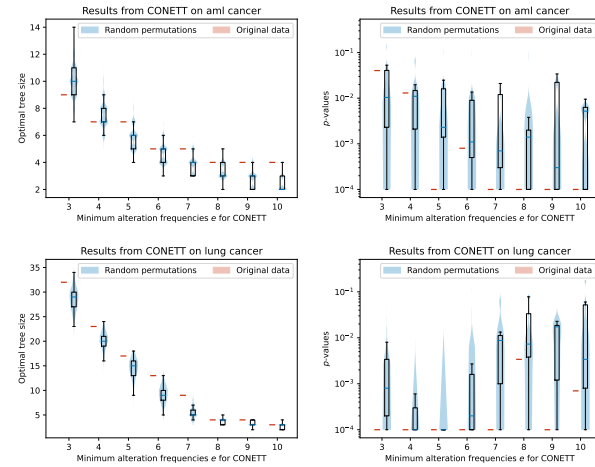 Results from CONETT on aml cancer
Random permutations
Original data
Optimal tree size
14
12
10
8
6
4
2
3 4 5 6 7 8 9 10
Minimum alteration frequencies e for CONETT
Results from CONETT on aml cancer
Random permutations
Original data
p-values
10⁻¹
10⁻²
10⁻³
10⁻⁴
3 4 5 6 7 8 9 10
Minimum alteration frequencies e for CONETT
Results from CONETT on lung cancer
Random permutations
Original data
Optimal tree size
35
30
25
20
15
10
5
3 4 5 6 7 8 9 10
Minimum alteration frequencies e for CONETT
Results from CONETT on lung cancer
Random permutations
Original data
p-values
10⁻¹
10⁻²
10⁻³
10⁻⁴
3 4 5 6 7 8 9 10
Minimum alteration frequencies e for CONETT